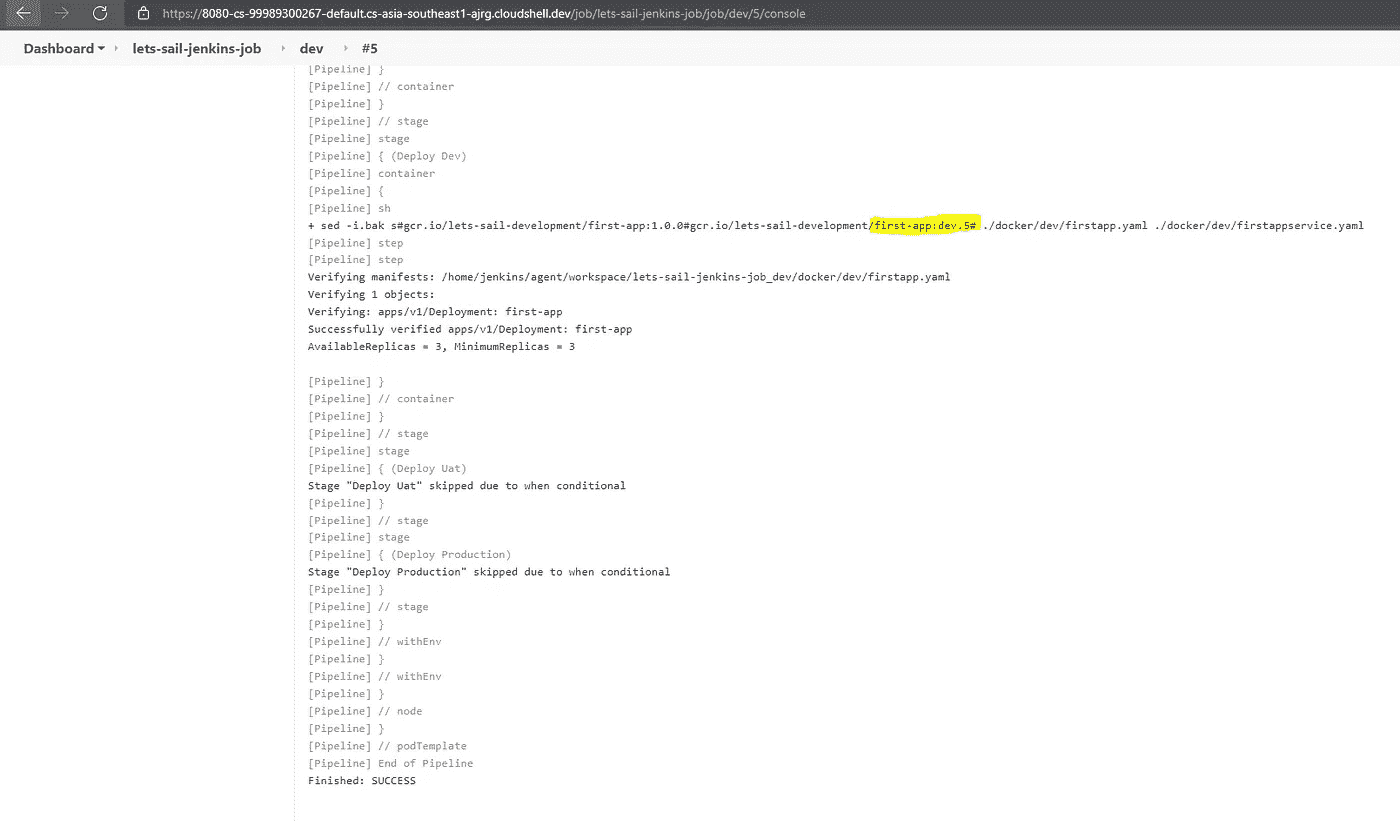 https://8080-cs-99989300267-default.cs-asia-southeast1-ajrg.cloudshell.dev/job/lets-sail-jenkins-job/job/dev/5/console
Dashboard lets-sail-jenkins-job dev #5
[Pipeline] }
[Pipeline] // container
[Pipeline] }
[Pipeline] // stage
[Pipeline] stage
[Pipeline] { (Deploy Dev)
[Pipeline] container
[Pipeline] {
[Pipeline] sh
+ sed -i.bak s#gcr.io/lets-sail-development/first-app:1.0.0#gcr.io/lets-sail-development/first-app:dev.5# ./docker/dev/firstapp.yaml ./docker/dev/firstappservice.yaml
[Pipeline] step
[Pipeline] step
Verifying manifests: /home/jenkins/agent/workspace/lets-sail-jenkins-job_dev/docker/dev/firstapp.yaml
Verifying 1 objects:
Verifying: apps/v1/Deployment: first-app
Successfully verified apps/v1/Deployment: first-app
AvailableReplicas = 3, MinimumReplicas = 3
[Pipeline] }
[Pipeline] // container
[Pipeline] }
[Pipeline] // stage
[Pipeline] stage
[Pipeline] { (Deploy Uat)
Stage "Deploy Uat" skipped due to when conditional
[Pipeline] }
[Pipeline] // stage
[Pipeline] stage
[Pipeline] { (Deploy Production)
Stage "Deploy Production" skipped due to when conditional
[Pipeline] }
[Pipeline] // stage
[Pipeline] }
[Pipeline] // withEnv
[Pipeline] }
[Pipeline] // withEnv
[Pipeline] }
[Pipeline] // node
[Pipeline] }
[Pipeline] // podTemplate
[Pipeline] End of Pipeline
Finished: SUCCESS